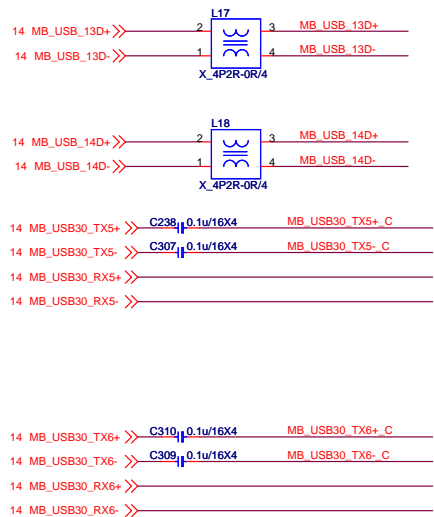 L17
14 MB_USB_13D+ 2 3 MB_USB_13D+
14 MB_USB_13D- 1 4 MB_USB_13D-
X_4P2R-0R/4
L18
14 MB_USB_14D+ 2 3 MB_USB_14D+
14 MB_USB_14D- 1 4 MB_USB_14D-
X_4P2R-0R/4
14 MB_USB30_TX5+ C238 0.1u/16X4 MB_USB30_TX5+_C
14 MB_USB30_TX5- C307 0.1u/16X4 MB_USB30_TX5-_C
14 MB_USB30_RX5+
14 MB_USB30_RX5-
14 MB_USB30_TX6+ C310 0.1u/16X4 MB_USB30_TX6+_C
14 MB_USB30_TX6- C309 0.1u/16X4 MB_USB30_TX6-_C
14 MB_USB30_RX6+
14 MB_USB30_RX6-